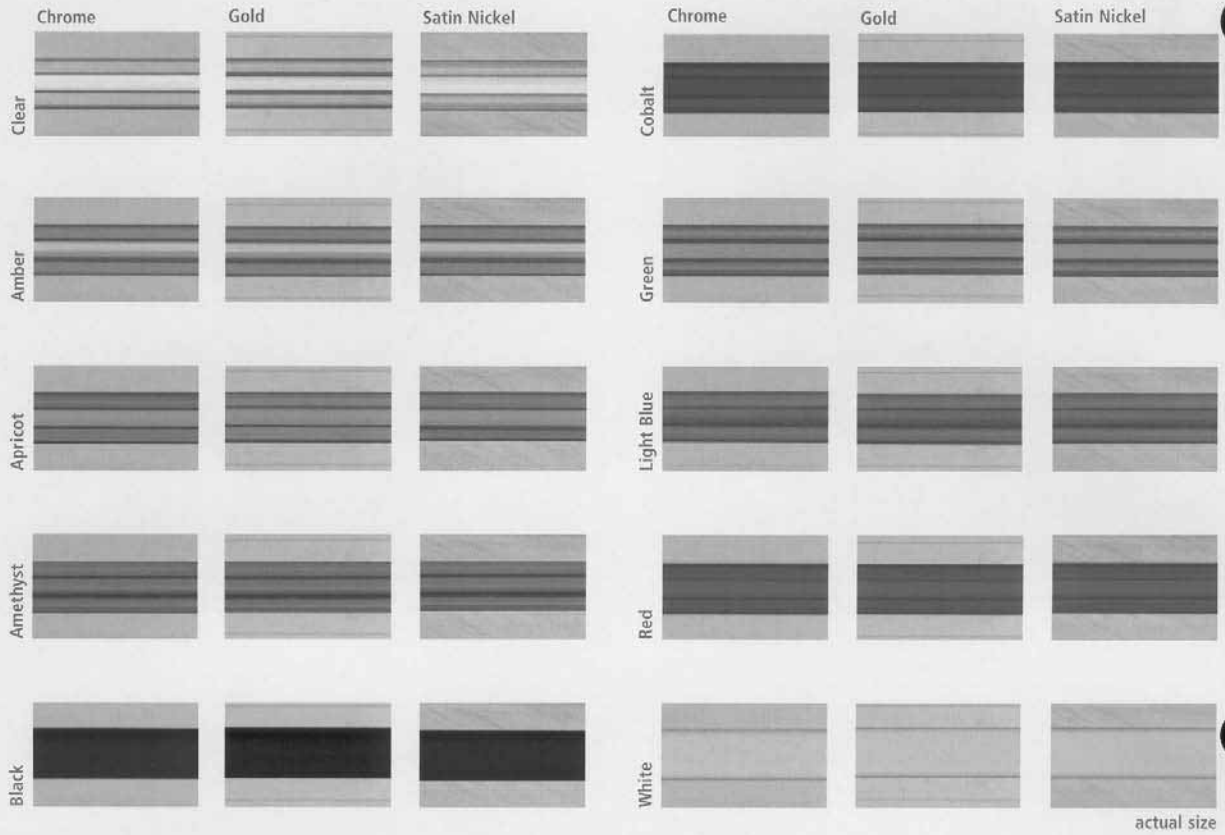 Chrome Gold Satin Nickel
Clear
Amber
Apricot
Amethyst
Black
Chrome Gold Satin Nickel
Cobalt
Green
Light Blue
Red
White
actual size